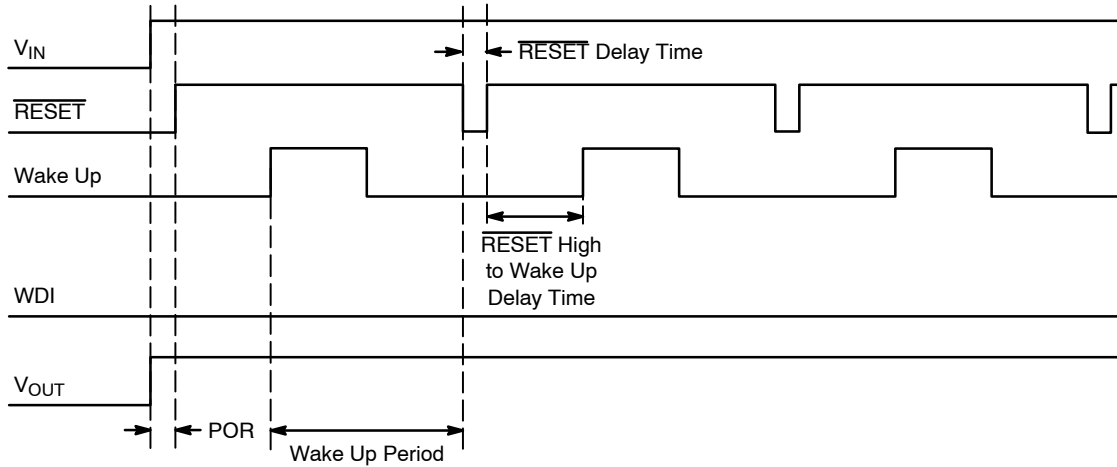 VIN
RESET Delay Time
RESET
Wake Up
RESET High
to Wake Up
Delay Time
WDI
VOUT
POR
Wake Up Period